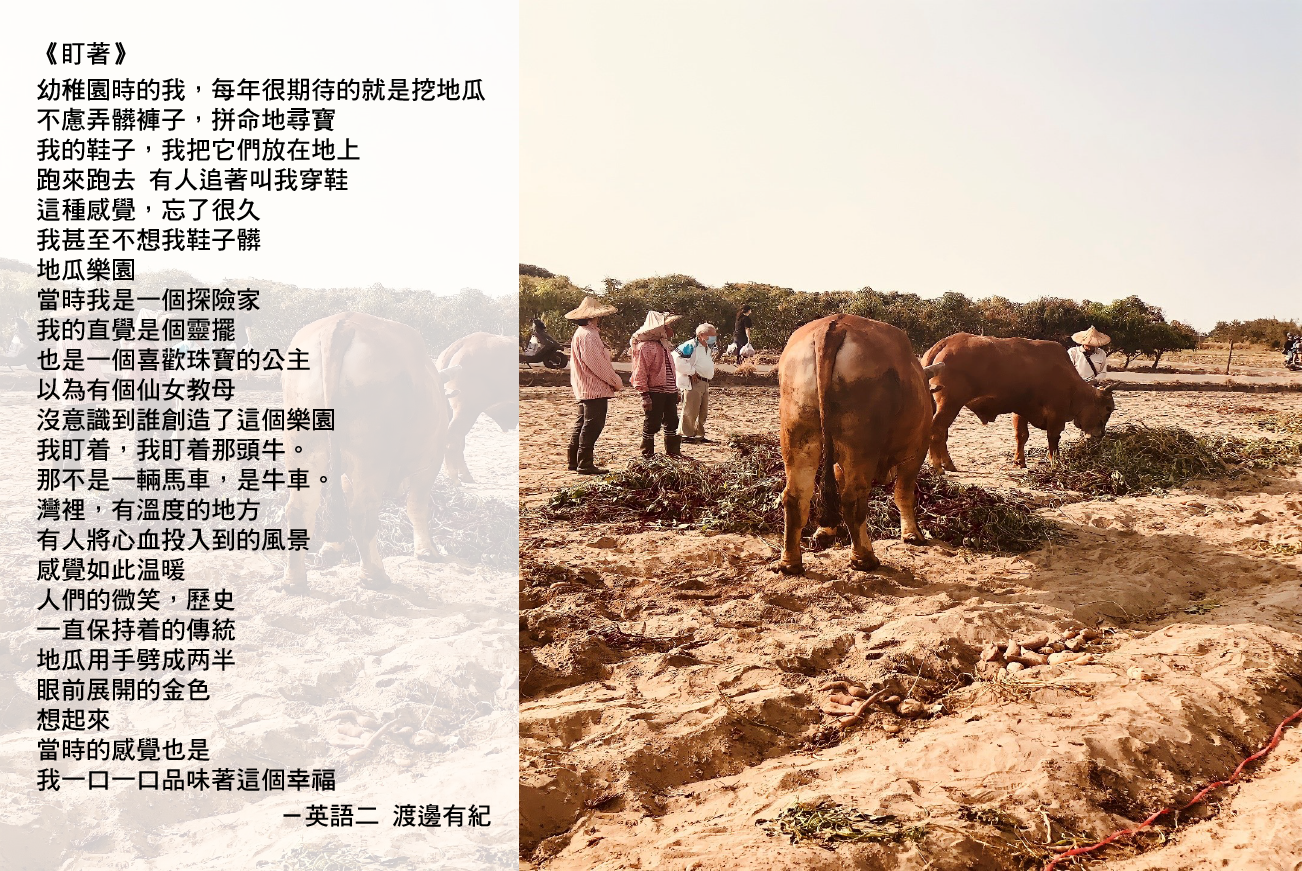 《盯著》
幼稚園時的我，每年很期待的就是挖地瓜
不慮弄髒褲子，拼命地尋寶
我的鞋子，我把它們放在地上
跑來跑去 有人追著叫我穿鞋
這種感覺，忘了很久
我甚至不想我鞋子髒
地瓜樂園
當時我是一個探險家
我的直覺是個靈擺
也是一個喜歡珠寶的公主
以為有個仙女教母
沒意識到誰創造了這個樂園
我盯着，我盯着那頭牛。
那不是一輛馬車，是牛車。
灣裡，有溫度的地方
有人將心血投入到的風景
感覺如此温暖
人們的微笑，歷史
一直保持着的傳統
地瓜用手劈成两半
眼前展開的金色
想起來
當時的感覺也是
我一口一口品味著這個幸福
－英語二 渡邊有紀